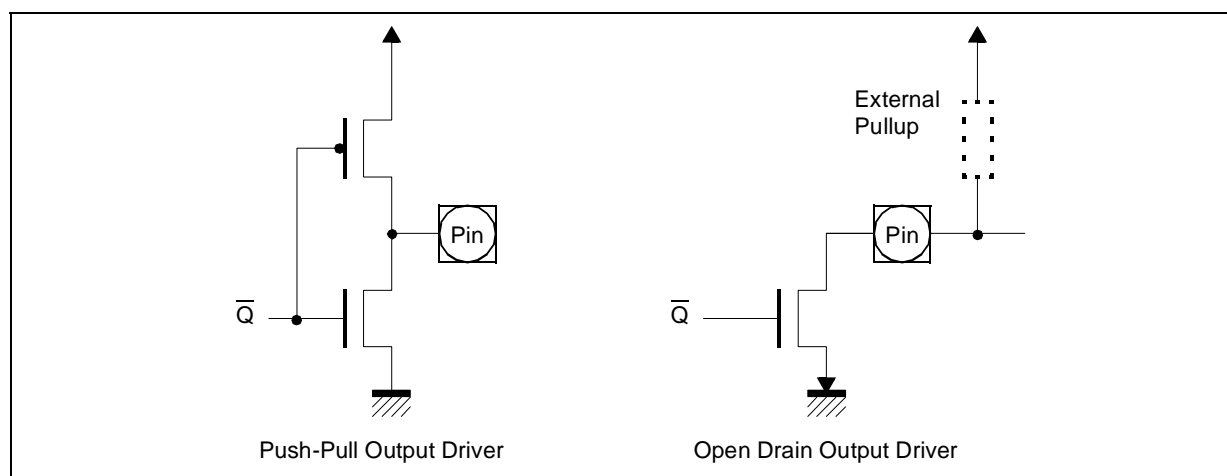 External
Pullup
Pin
Pin
Q̅
Q̅
Push-Pull Output Driver
Open Drain Output Driver